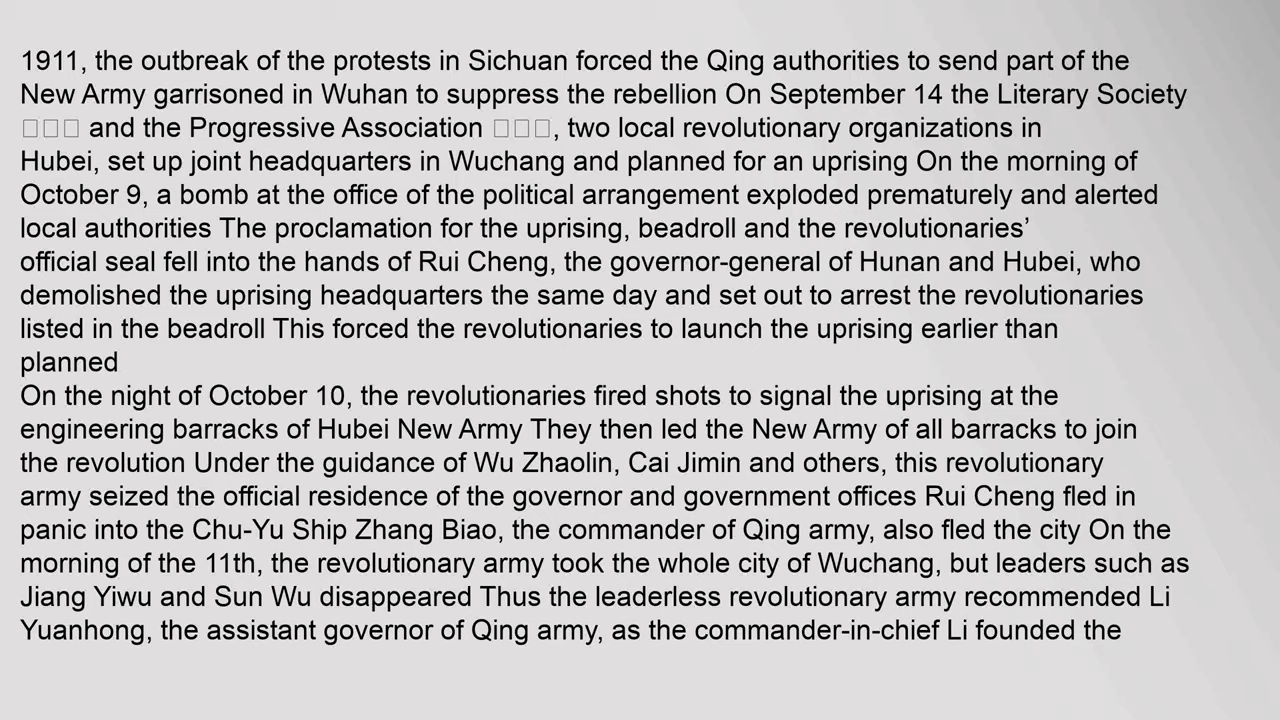 1911, the outbreak of the protests in Sichuan forced the Qing authorities to send part of the
New Army garrisoned in Wuhan to suppress the rebellion On September 14 the Literary Society
□□□ and the Progressive Association □□□, two local revolutionary organizations in
Hubei, set up joint headquarters in Wuchang and planned for an uprising On the morning of
October 9, a bomb at the office of the political arrangement exploded prematurely and alerted
local authorities The proclamation for the uprising, beadroll and the revolutionaries’
official seal fell into the hands of Rui Cheng, the governor-general of Hunan and Hubei, who
demolished the uprising headquarters the same day and set out to arrest the revolutionaries
listed in the beadroll This forced the revolutionaries to launch the uprising earlier than
planned
On the night of October 10, the revolutionaries fired shots to signal the uprising at the
engineering barracks of Hubei New Army They then led the New Army of all barracks to join
the revolution Under the guidance of Wu Zhaolin, Cai Jimin and others, this revolutionary
army seized the official residence of the governor and government offices Rui Cheng fled in
panic into the Chu-Yu Ship Zhang Biao, the commander of Qing army, also fled the city On the
morning of the 11th, the revolutionary army took the whole city of Wuchang, but leaders such as
Jiang Yiwu and Sun Wu disappeared Thus the leaderless revolutionary army recommended Li
Yuanhong, the assistant governor of Qing army, as the commander-in-chief Li founded the